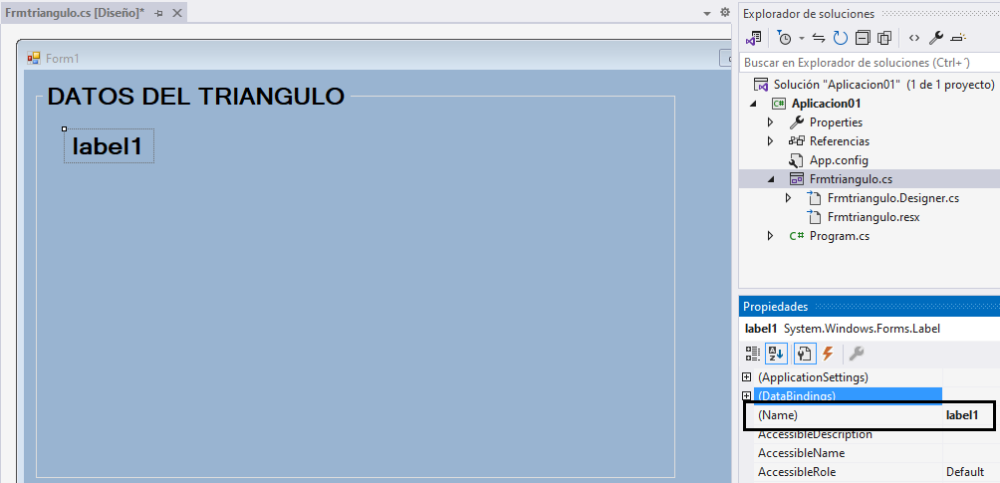 Frmtriangulo.cs [Diseño]*
Form1
DATOS DEL TRIANGULO
label1
Explorador de soluciones
Buscar en Explorador de soluciones (Ctrl+´)
Solución "Aplicacion01" (1 de 1 proyecto)
C# Aplicacion01
Properties
Referencias
App.config
Frmtriangulo.cs
Frmtriangulo.Designer.cs
Frmtriangulo.resx
C# Program.cs
Propiedades
label1 System.Windows.Forms.Label
(ApplicationSettings)
(DataBindings)
(Name) label1
AccessibleDescription
AccessibleName
AccessibleRole Default